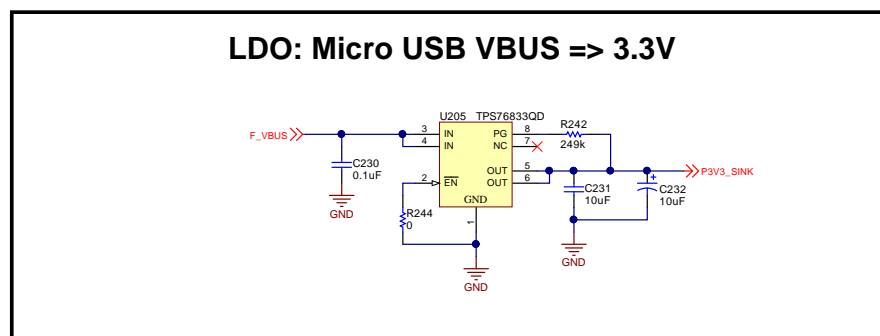 LDO: Micro USB VBUS => 3.3V
U205 TPS76833QD
F_VBUS
3 IN
4 IN
2 EN
GND
1
PG 8
NC 7
OUT 5
OUT 6
R242
249k
P3V3_SINK
C230
0.1uF
GND
R244
0
GND
C231
10uF
+
C232
10uF
GND